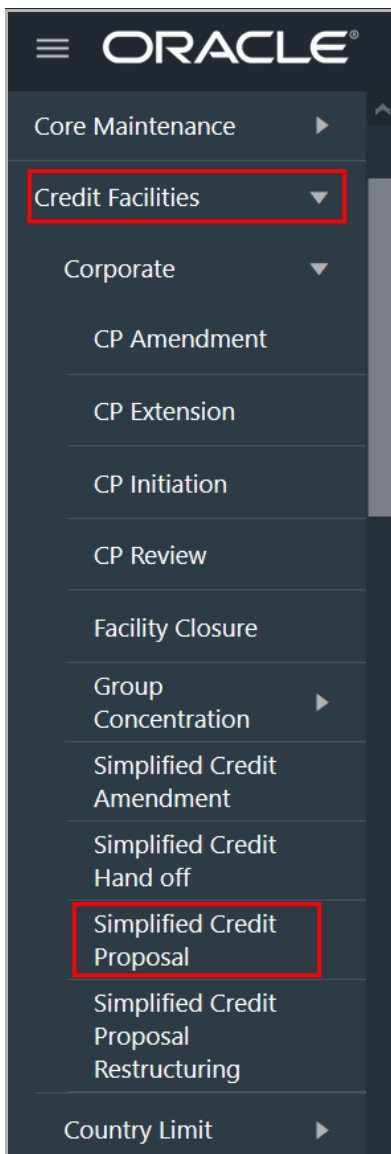 ORACLE®
Core Maintenance
Credit Facilities
Corporate
CP Amendment
CP Extension
CP Initiation
CP Review
Facility Closure
Group
Concentration
Simplified Credit
Amendment
Simplified Credit
Hand off
Simplified Credit
Proposal
Simplified Credit
Proposal
Restructuring
Country Limit